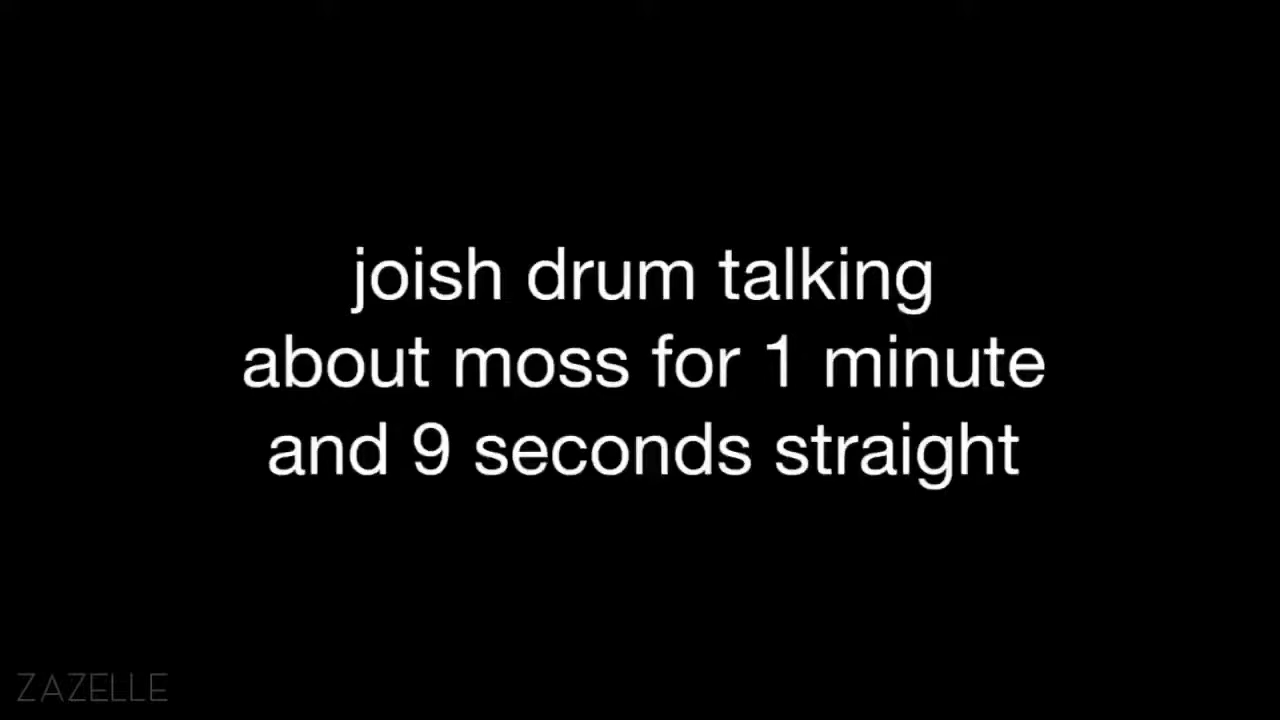 joish drum talking
about moss for 1 minute
and 9 seconds straight
ZAZELLE